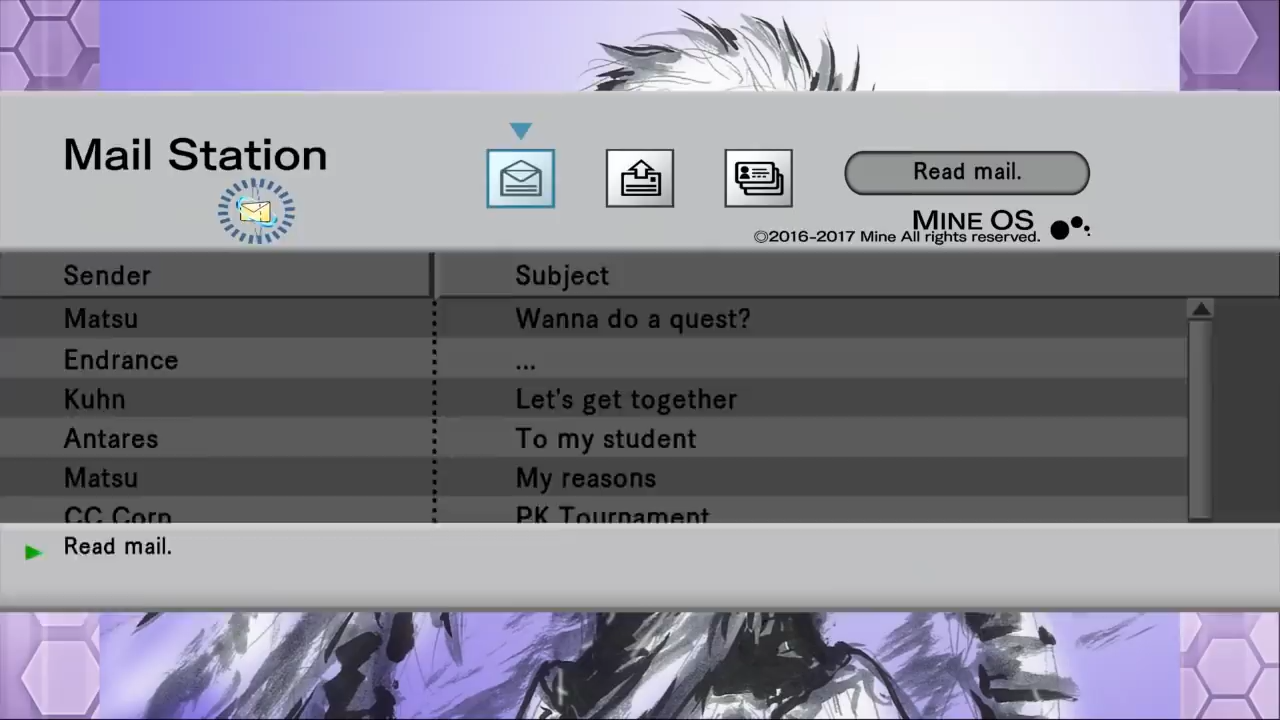 Mail Station
Read mail.
MINE OS
©2016-2017 Mine All rights reserved.
Sender Subject
Matsu Wanna do a quest?
Endrance ...
Kuhn Let's get together
Antares To my student
Matsu My reasons
CC Corp PK Tournament
Read mail.